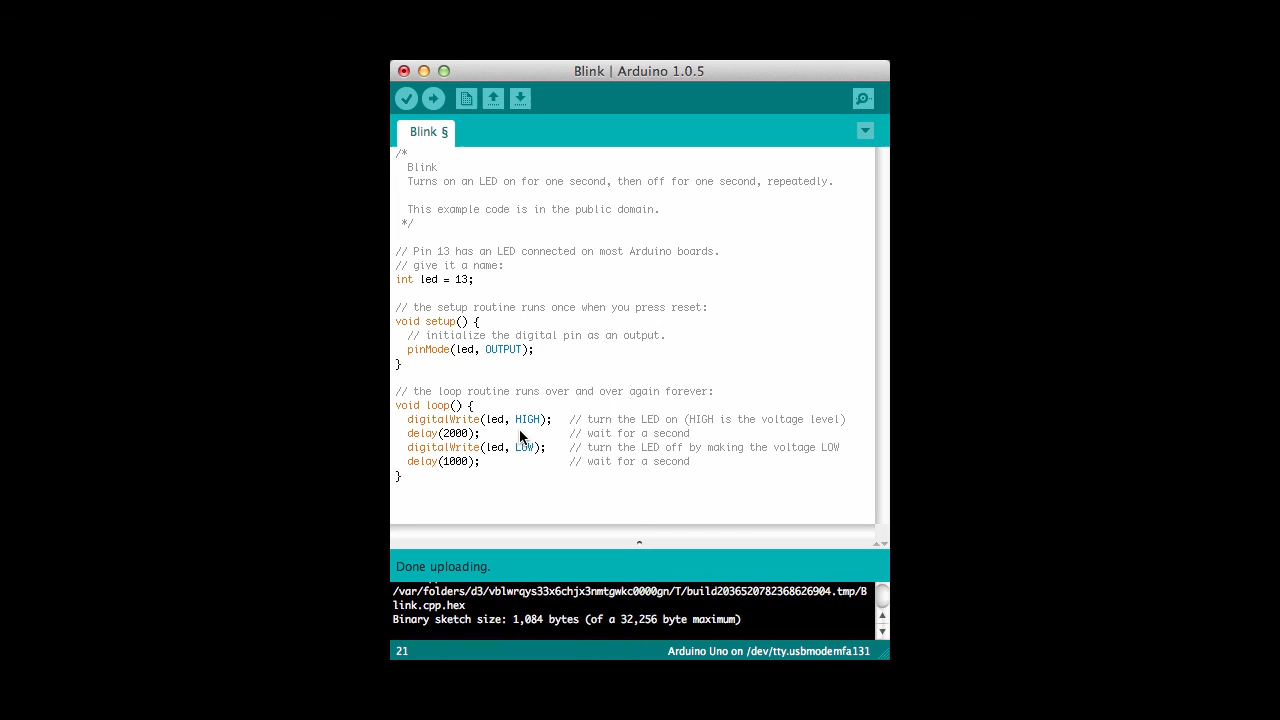 Blink | Arduino 1.0.5
Blink §
/*
  Blink
  Turns on an LED on for one second, then off for one second, repeatedly.
  This example code is in the public domain.
 */
// Pin 13 has an LED connected on most Arduino boards.
// give it a name:
int led = 13;
// the setup routine runs once when you press reset:
void setup() {
  // initialize the digital pin as an output.
  pinMode(led, OUTPUT);
}
// the loop routine runs over and over again forever:
void loop() {
  digitalWrite(led, HIGH);   // turn the LED on (HIGH is the voltage level)
  delay(2000);               // wait for a second
  digitalWrite(led, LOW);    // turn the LED off by making the voltage LOW
  delay(1000);               // wait for a second
}
Done uploading.
/var/folders/d3/vblwrqys33x6chjx3nmtgwkc0000gn/T/build2036520782368626904.tmp/B
link.cpp.hex
Binary sketch size: 1,084 bytes (of a 32,256 byte maximum)
21 Arduino Uno on /dev/tty.usbmodemfa131